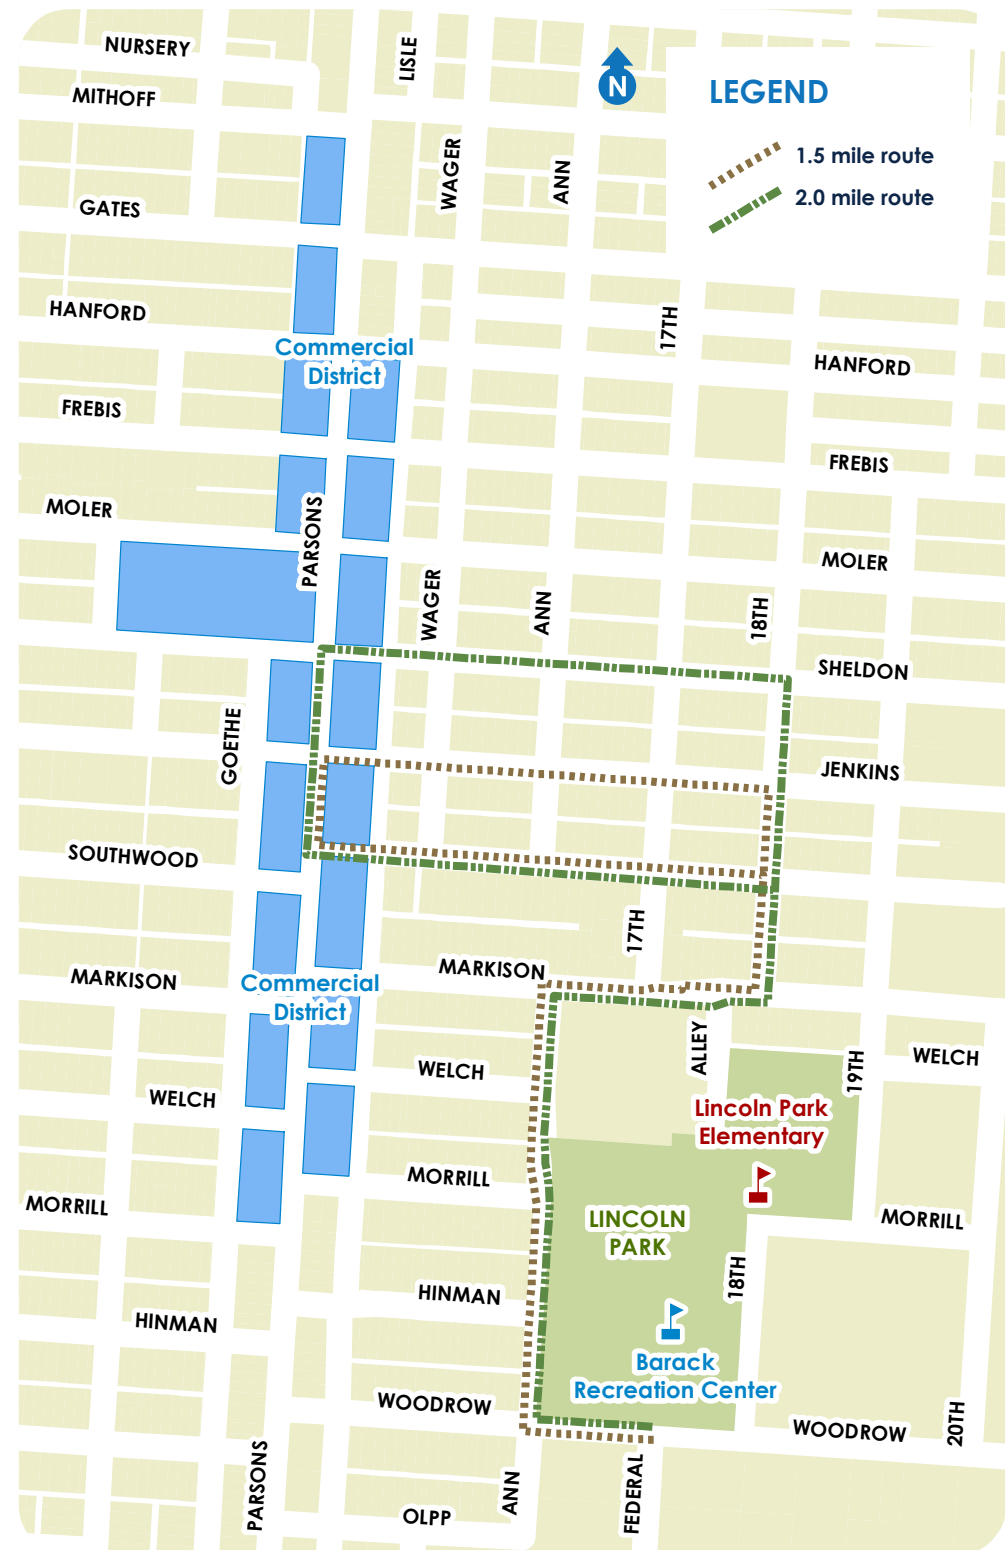 NURSERY
LISLE
N
LEGEND
MITHOFF
1.5 mile route
WAGER
ANN
2.0 mile route
GATES
HANFORD
17TH
Commercial
District
HANFORD
FREBIS
FREBIS
MOLER
PARSONS
MOLER
WAGER
ANN
18TH
SHELDON
GOETHE
JENKINS
SOUTHWOOD
17TH
MARKISON
MARKISON
Commercial
District
ALLEY
WELCH
19TH
WELCH
WELCH
Lincoln Park
Elementary
MORRILL
MORRILL
LINCOLN
PARK
MORRILL
18TH
HINMAN
HINMAN
Barack
Recreation Center
WOODROW
WOODROW
20TH
PARSONS
ANN
FEDERAL
OLPP